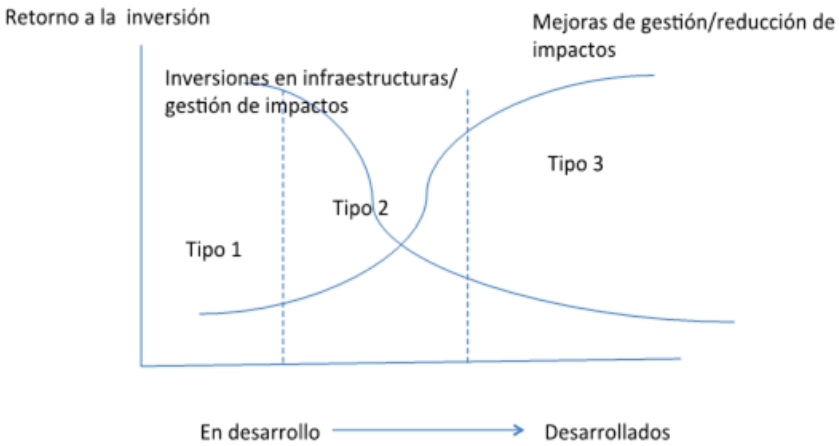 Retorno a la inversión
Mejoras de gestión/reducción de
impactos
Inversiones en infraestructuras/
gestión de impactos
Tipo 3
Tipo 2
Tipo 1
En desarrollo
Desarrollados